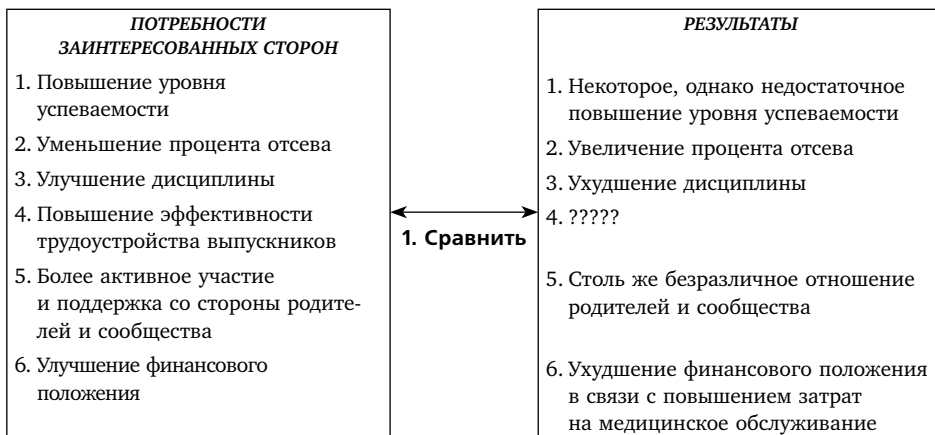 ПОТРЕБНОСТИ
ЗАИНТЕРЕСОВАННЫХ СТОРОН
1. Повышение уровня
успеваемости
2. Уменьшение процента отсева
3. Улучшение дисциплины
4. Повышение эффективности
трудоустройства выпускников
5. Более активное участие
и поддержка со стороны родите-
лей и сообщества
6. Улучшение финансового
положения
1. Сравнить
РЕЗУЛЬТАТЫ
1. Некоторое, однако недостаточное
повышение уровня успеваемости
2. Увеличение процента отсева
3. Ухудшение дисциплины
4. ?????
5. Столь же безразличное отношение
родителей и сообщества
6. Ухудшение финансового положения
в связи с повышением затрат
на медицинское обслуживание